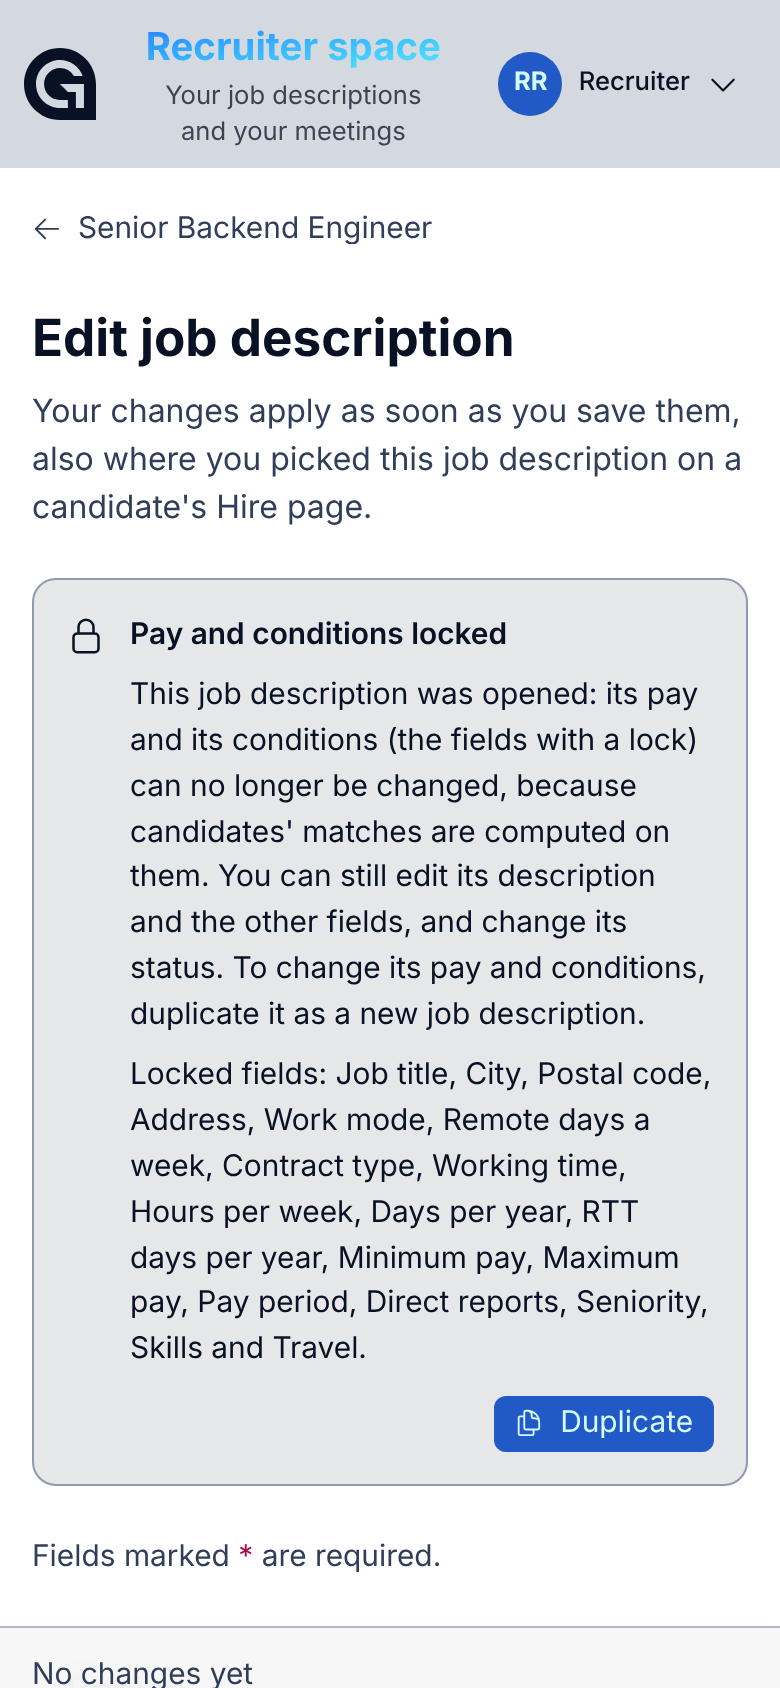 Recruiter space
Your job descriptions
and your meetings
RR
Recruiter
Senior Backend Engineer
Edit job description
Your changes apply as soon as you save them,
also where you picked this job description on a
candidate's Hire page.
Pay and conditions locked
This job description was opened: its pay
and its conditions (the fields with a lock)
can no longer be changed, because
candidates' matches are computed on
them. You can still edit its description
and the other fields, and change its
status. To change its pay and conditions,
duplicate it as a new job description.
Locked fields: Job title, City, Postal code,
Address, Work mode, Remote days a
week, Contract type, Working time,
Hours per week, Days per year, RTT
days per year, Minimum pay, Maximum
pay, Pay period, Direct reports, Seniority,
Skills and Travel.
Duplicate
Fields marked * are required.
No changes yet